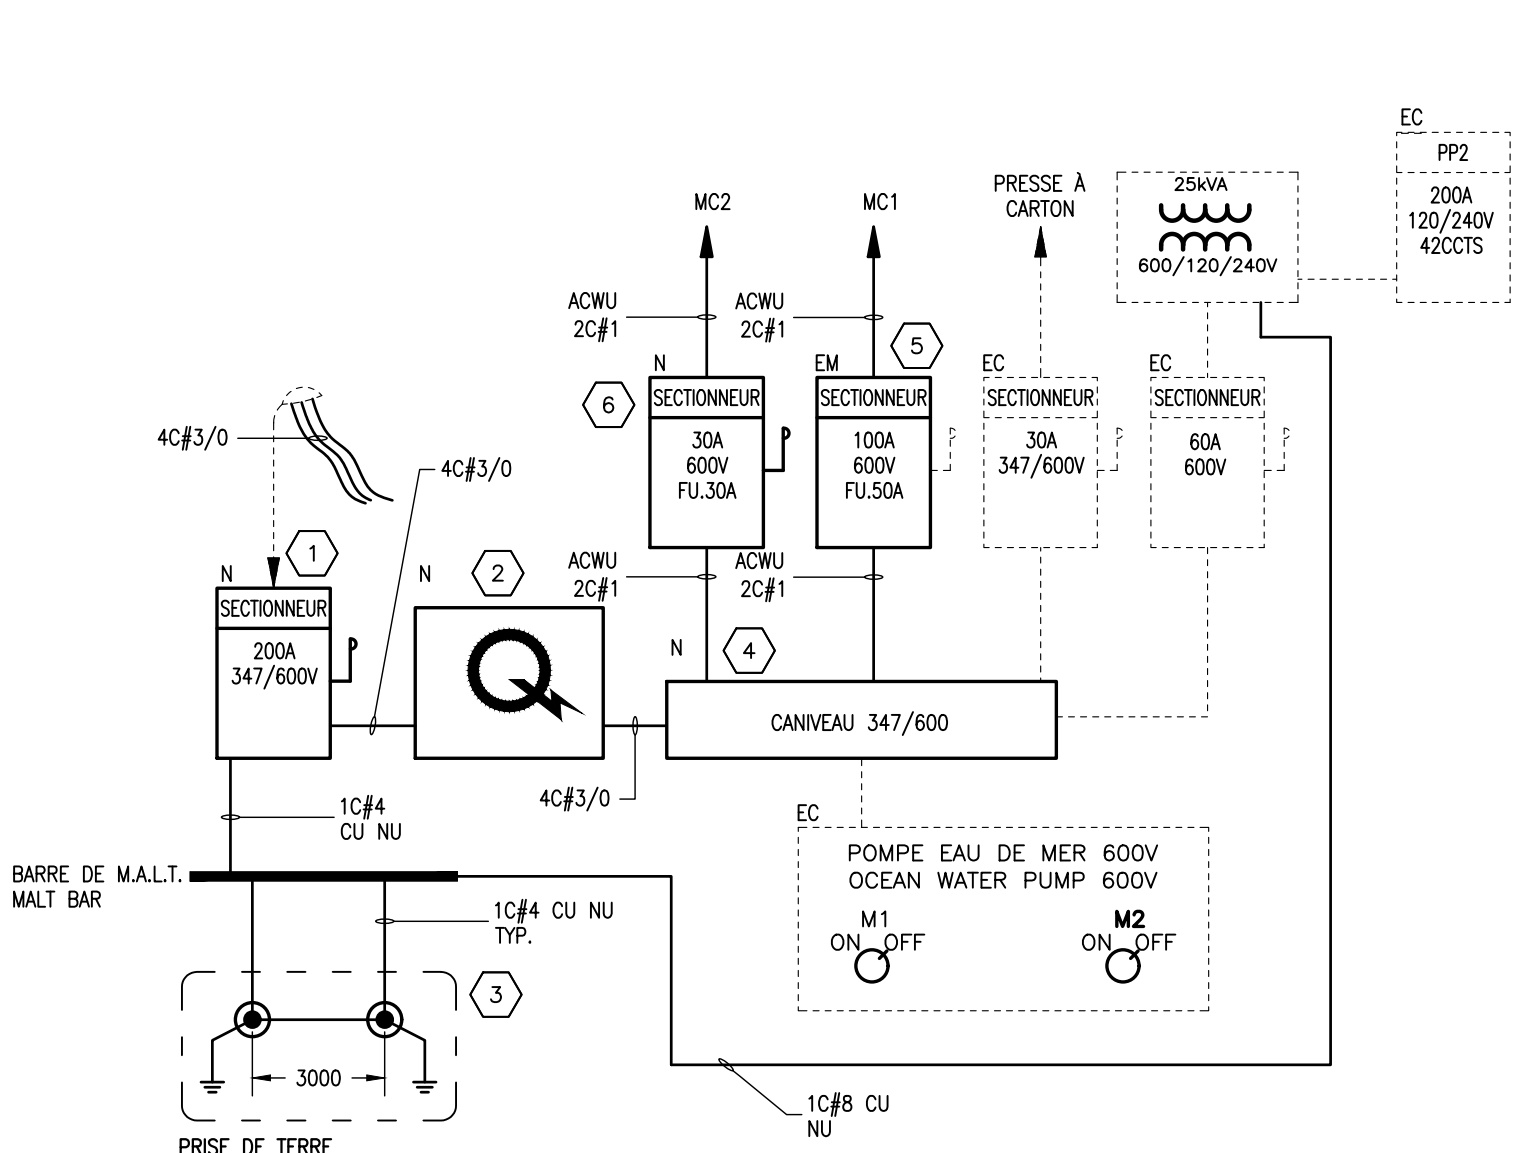 EC
PP2
200A
120/240V
42CCTS
25kVA
600/120/240V
PRESSE À
CARTON
MC2
MC1
ACWU
2C#1
ACWU
2C#1
5
N
EM
EC
EC
6
SECTIONNEUR
30A
600V
FU.30A
SECTIONNEUR
100A
600V
FU.50A
SECTIONNEUR
30A
347/600V
SECTIONNEUR
60A
600V
4C#3/0
4C#3/0
1
N
SECTIONNEUR
200A
347/600V
N
2
ACWU
2C#1
ACWU
2C#1
N
4
CANIVEAU 347/600
4C#3/0
1C#4
CU NU
BARRE DE M.A.L.T.
MALT BAR
1C#4 CU NU
TYP.
3
3000
PRISE DE TERRE
EC
POMPE EAU DE MER 600V
OCEAN WATER PUMP 600V
M1
ON OFF
M2
ON OFF
1C#8 CU
NU